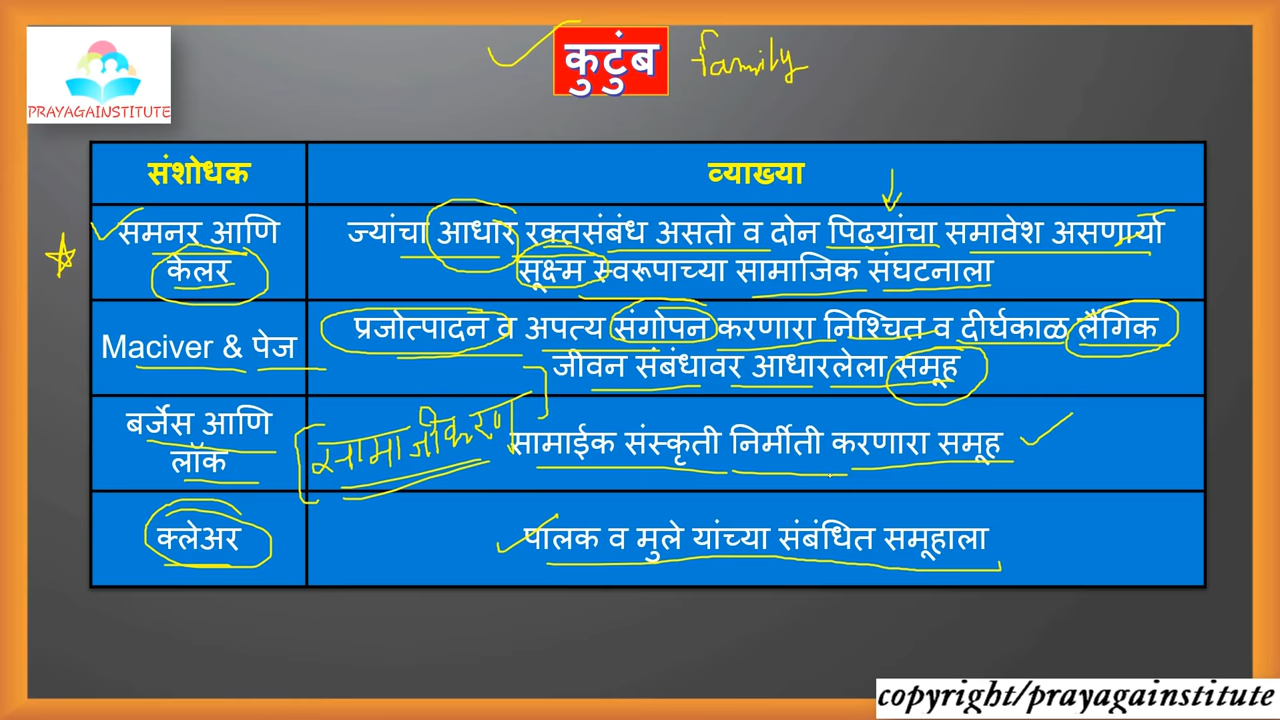 PRAYAGAINSTITUTE
कुटुंब family
संशोधक
व्याख्या
समनर आणि
केलर
ज्यांचा आधार रक्तसंबंध असतो व दोन पिढ्यांचा समावेश असणार्या
सूक्ष्म स्वरूपाच्या सामाजिक संघटनाला
Maciver & पेज
प्रजोत्पादन व अपत्य संगोपन करणारा निश्चित व दीर्घकाळ लैंगिक
जीवन संबंधावर आधारलेला समूह
बर्जेस आणि
लॉक
सामाजीकरण
सामाईक संस्कृती निर्मीती करणारा समूह
क्लेअर
पालक व मुले यांच्या संबंधित समूहाला
copyright/prayagainstitute